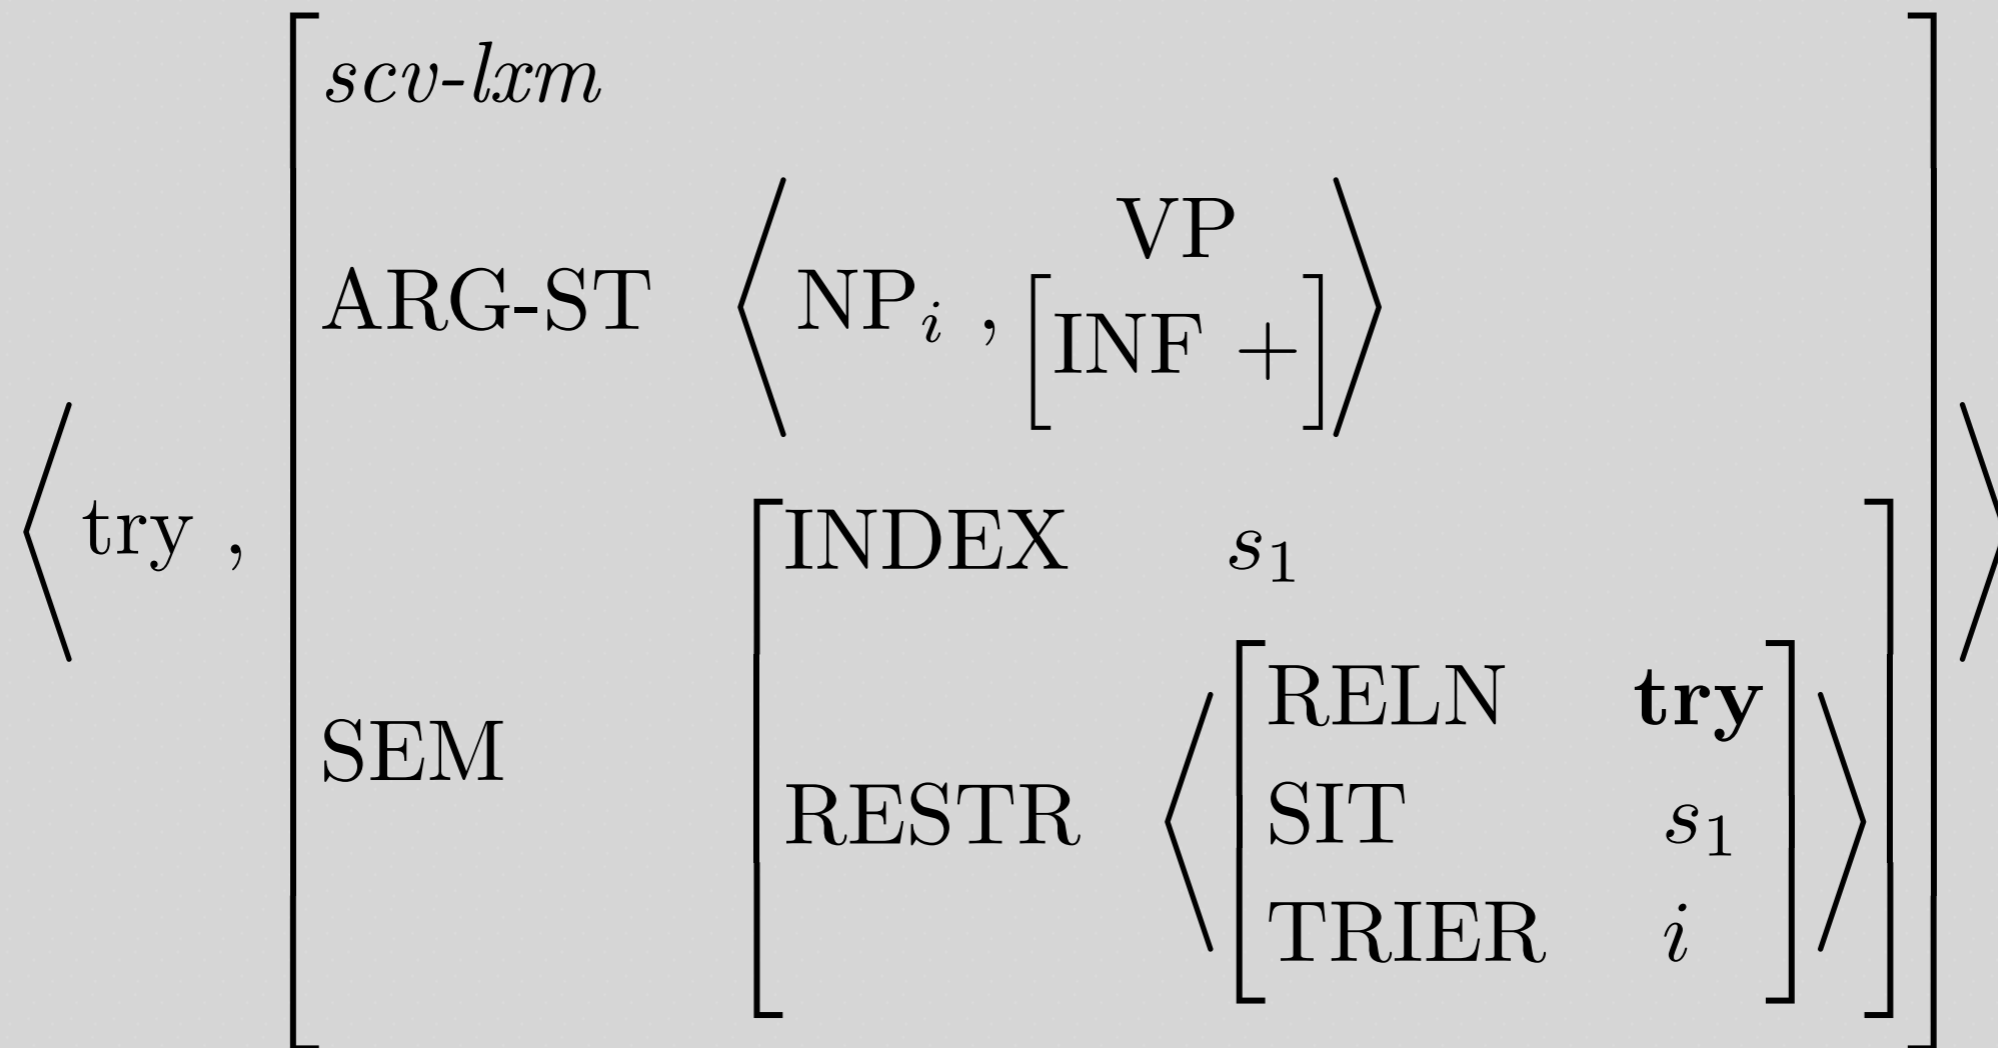 scv-lxm
VP
ARG-ST ⟨ NPᵢ , [INF +] ⟩
⟨ try ,
INDEX s₁
RELN try
SEM
RESTR ⟨ SIT s₁ ⟩
TRIER i